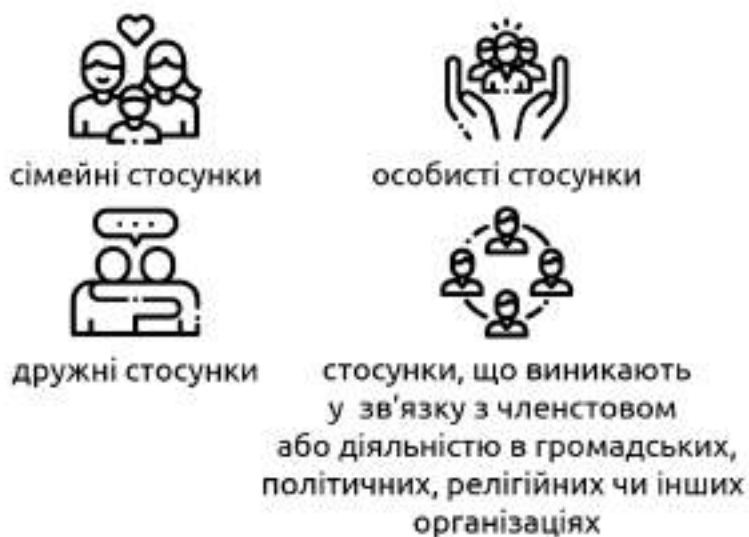 сімейні стосунки
особисті стосунки
дружні стосунки
стосунки, що виникають
у зв'язку з членстовом
або діяльністю в громадських,
політичних, релігійних чи інших
організаціях